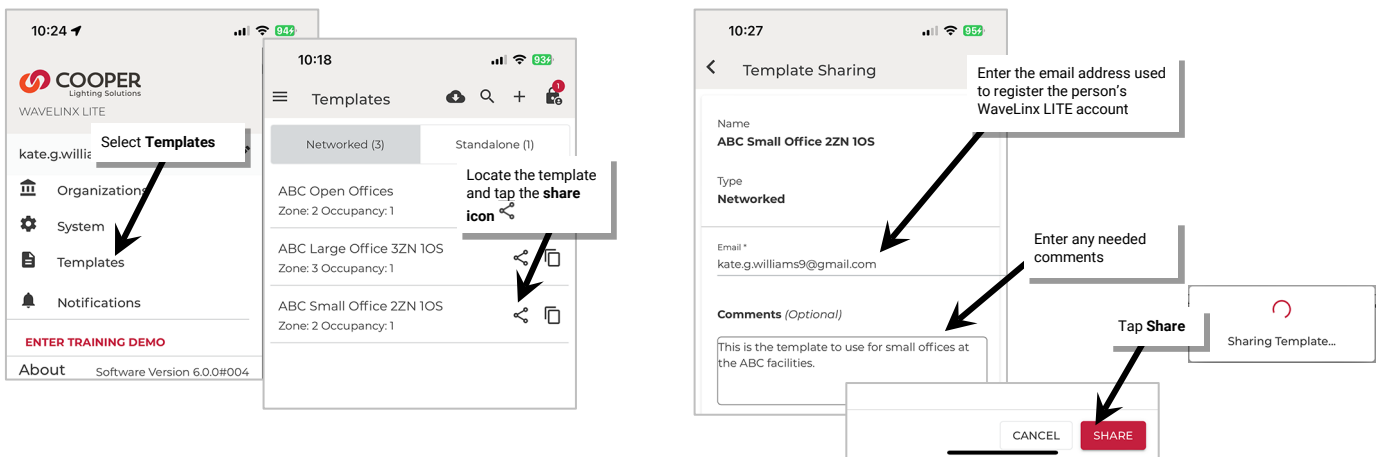 10:24
94
COOPER
Lighting Solutions
WAVELINX LITE
kate.g.willia
Select Templates
Organizations
System
Templates
Notifications
ENTER TRAINING DEMO
About Software Version 6.0.0#004
10:18
93
Templates
1
Networked (3) Standalone (1)
ABC Open Offices
Zone: 2 Occupancy: 1
Locate the template
and tap the share
icon
ABC Large Office 3ZN 1OS
Zone: 3 Occupancy: 1
ABC Small Office 2ZN 1OS
Zone: 2 Occupancy: 1
10:27
95
Template Sharing
Enter the email address used
to register the person's
WaveLinx LITE account
Name
ABC Small Office 2ZN 1OS
Type
Networked
Email *
kate.g.williams9@gmail.com
Enter any needed
comments
Comments (Optional)
This is the template to use for small offices at
the ABC facilities.
Tap Share
CANCEL SHARE
Sharing Template...